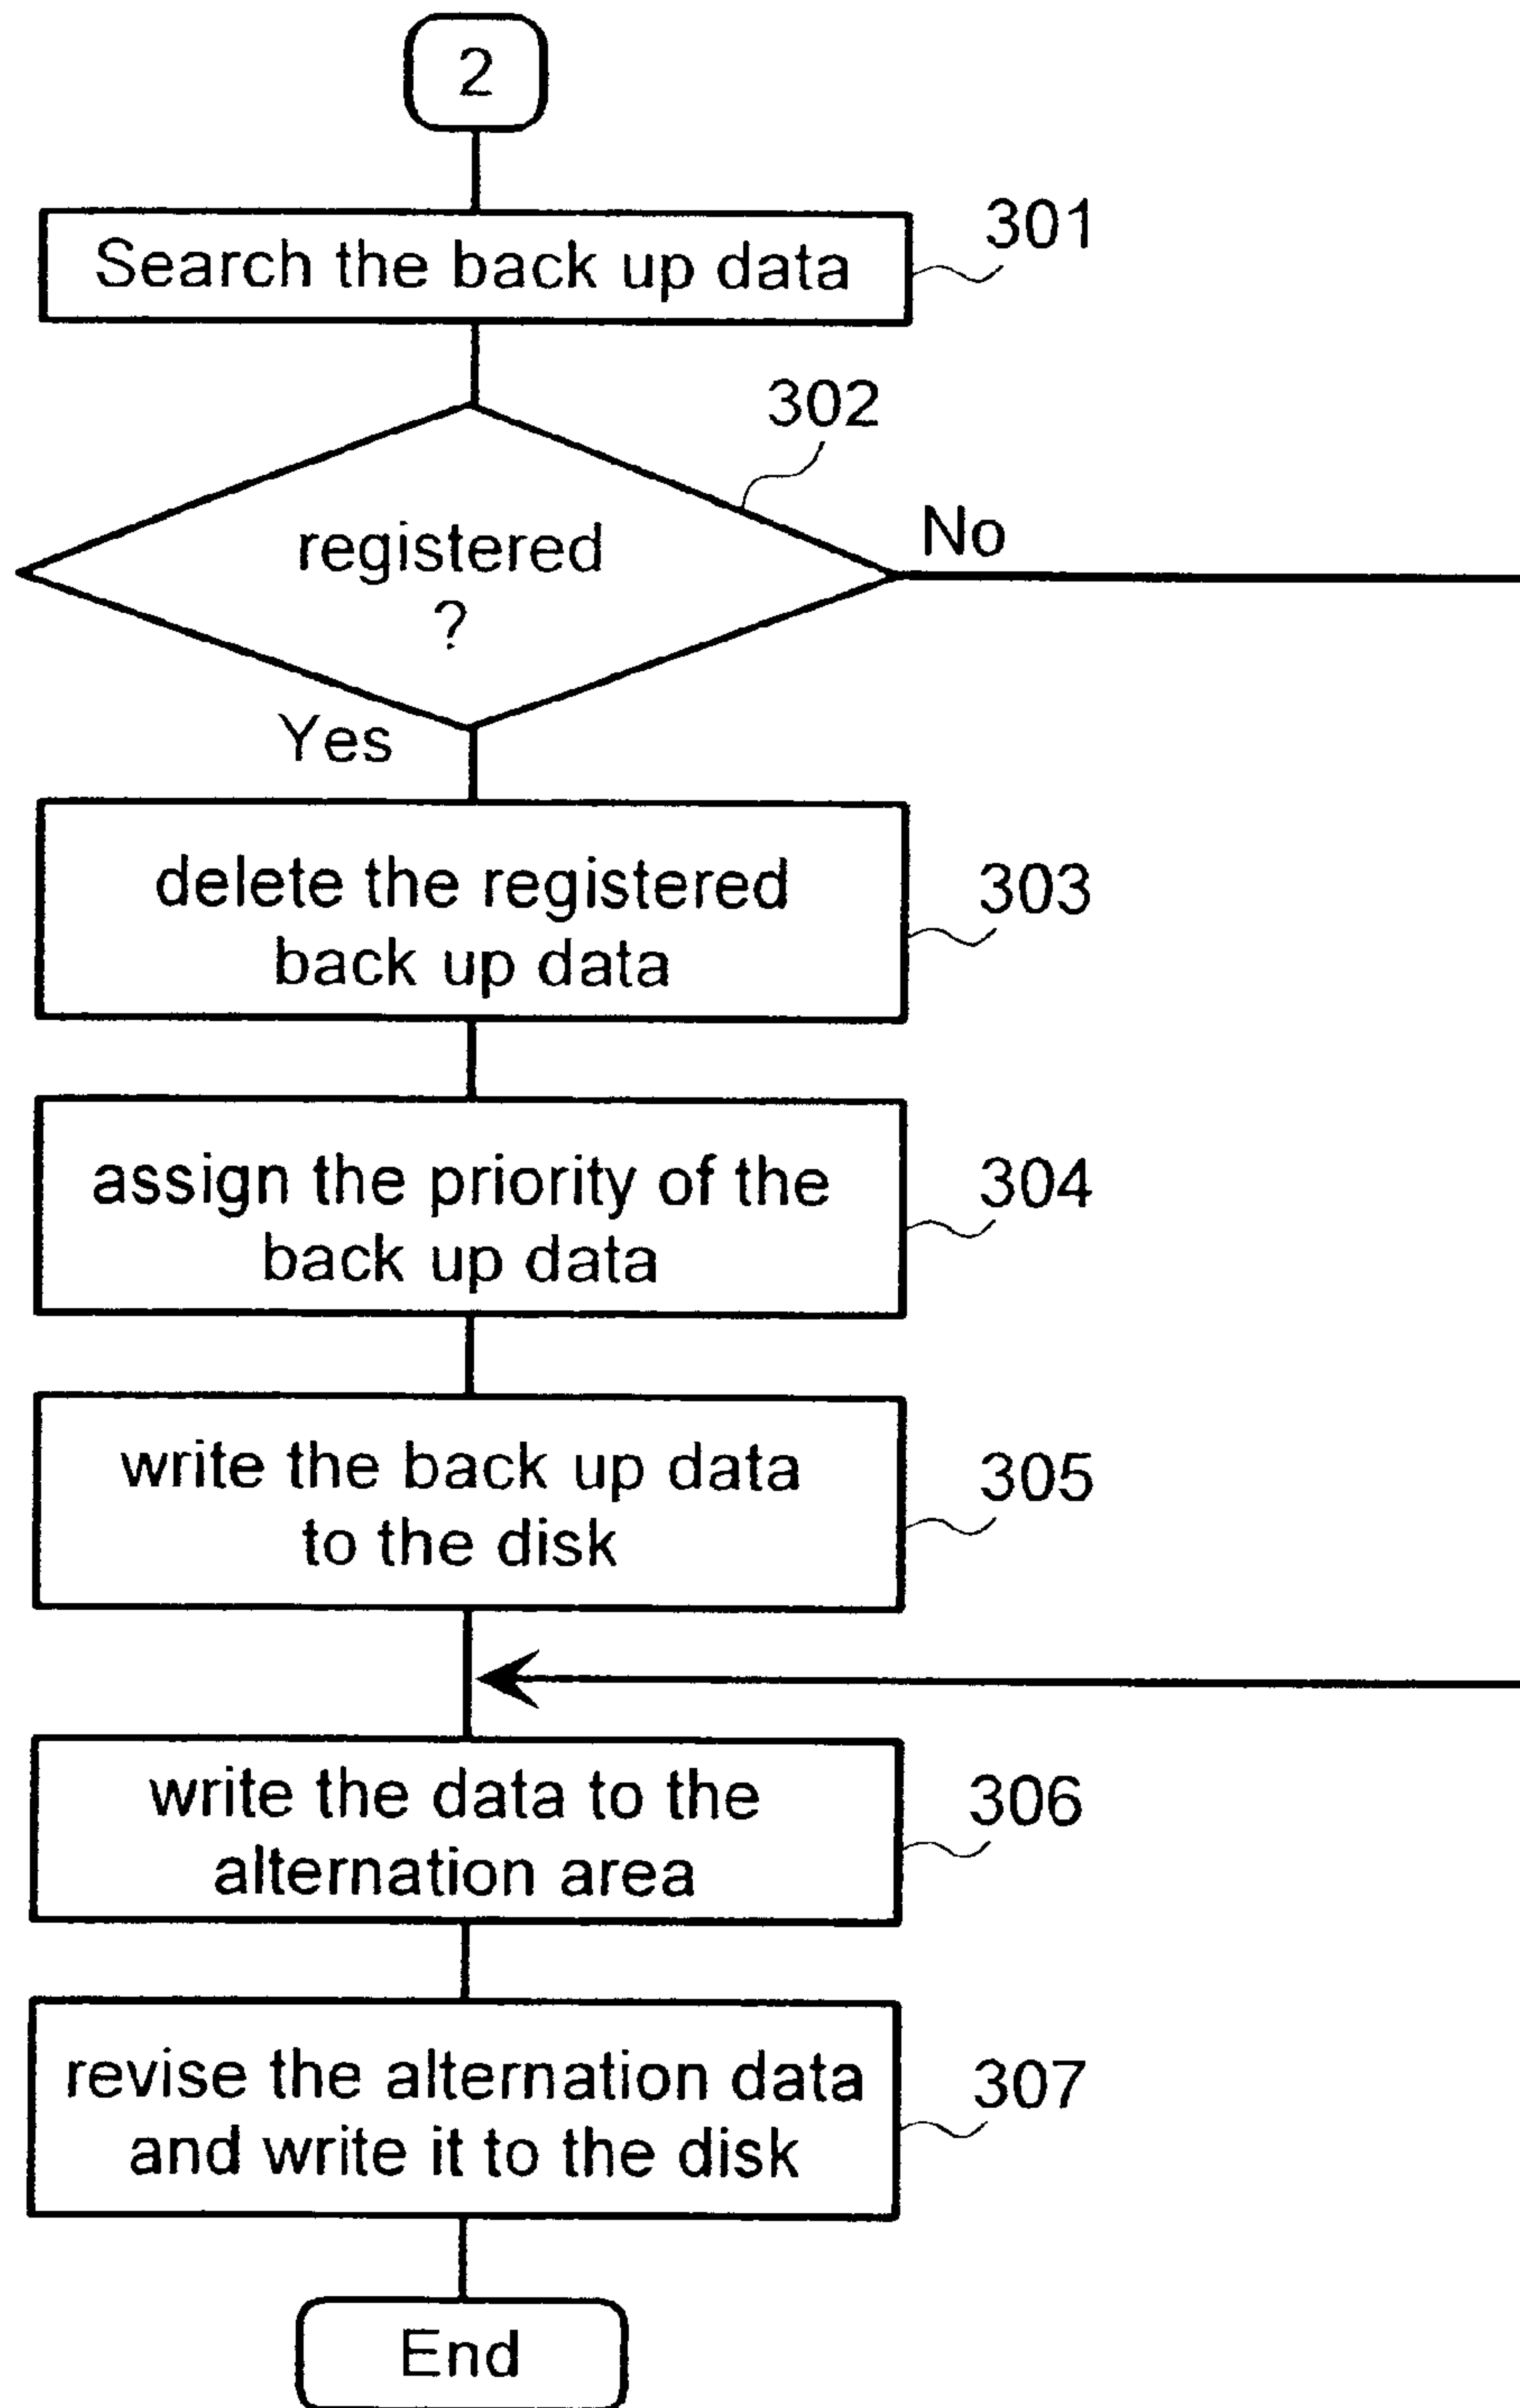 2
Search the back up data
301
302
registered
?
No
Yes
delete the registered
back up data
303
assign the priority of the
back up data
304
write the back up data
to the disk
305
write the data to the
alternation area
306
revise the alternation data
and write it to the disk
307
End